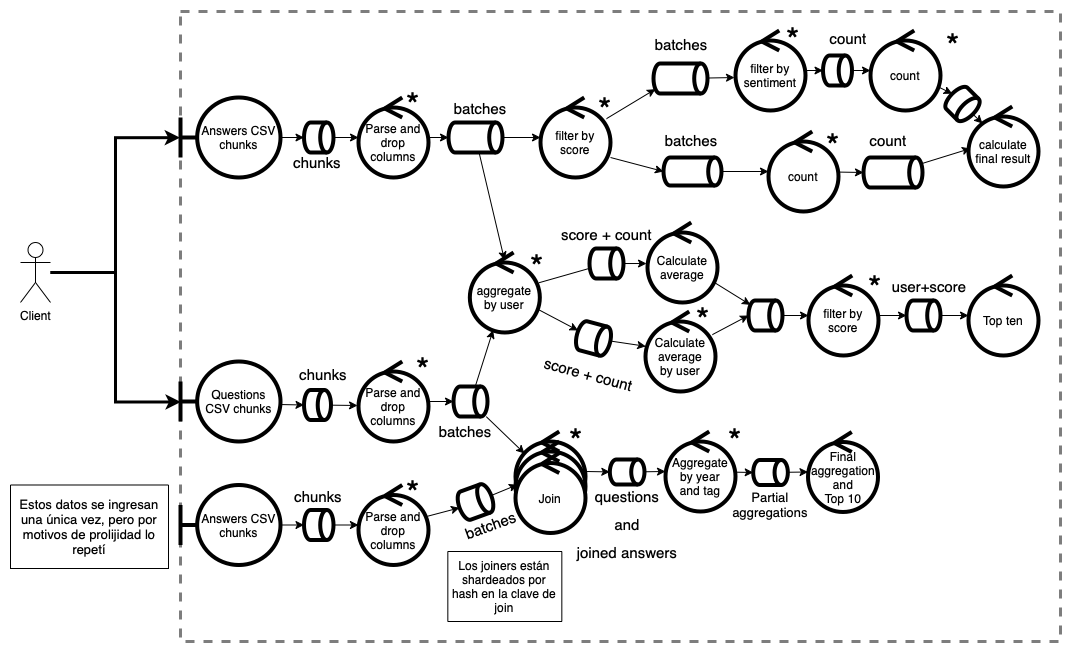 batches
count
*
*
filter by
sentiment
count
Answers CSV
chunks
chunks
*
Parse and
drop
columns
batches
*
filter by
score
batches
*
count
count
*
calculate
final result
Client
*
aggregate
by user
score + count
Calculate
average
score + count
*
Calculate
average
by user
*
filter by
score
user+score
Top ten
Questions
CSV chunks
chunks
*
Parse and
drop
columns
batches
*
Join
questions
and
joined answers
*
Aggregate
by year
and tag
Partial
aggregations
Final
aggregation
and
Top 10
Estos datos se ingresan
una única vez, pero por
motivos de prolijidad lo
repetí
Answers CSV
chunks
chunks
Parse and
drop
columns
*
batches
Los joiners están
shardeados por
hash en la clave de
join